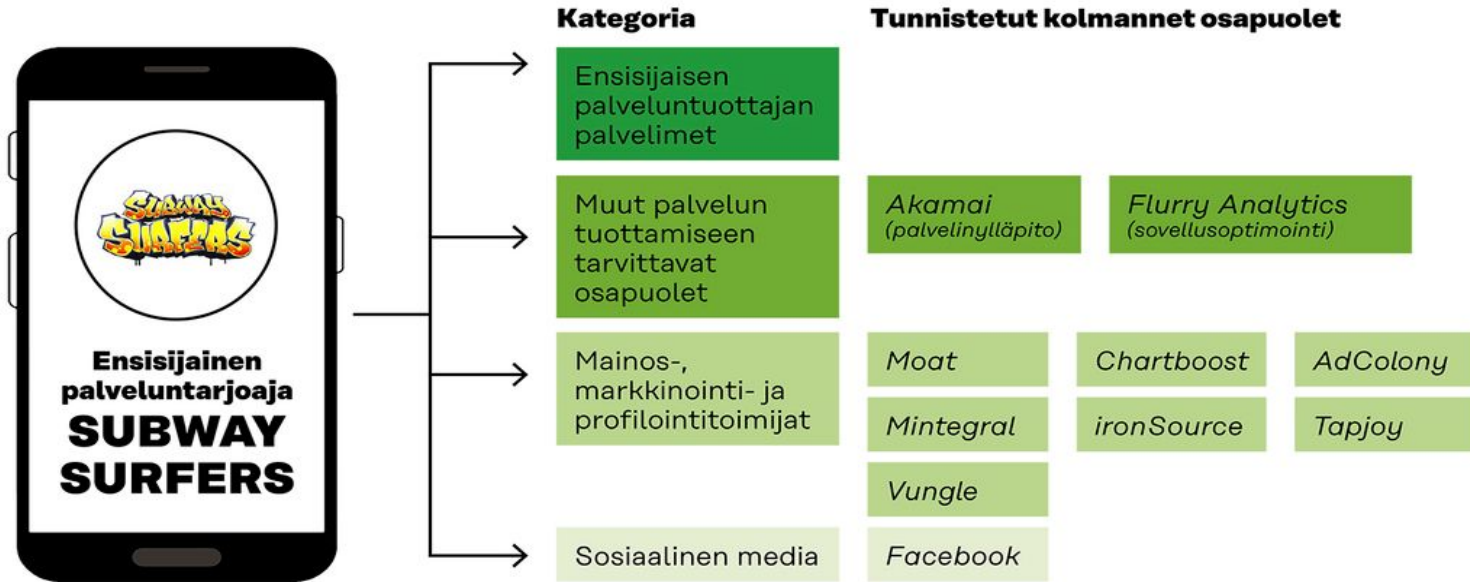 Kategoria
Tunnistetut kolmannet osapuolet
SUBWAY
SURFERS
Ensisijainen
palveluntarjoaja
SUBWAY
SURFERS
Ensisijaisen
palveluntuottajan
palvelimet
Muut palvelun
tuottamiseen
tarvittavat
osapuolet
Akamai
(palvelinylläpito)
Flurry Analytics
(sovellusoptimointi)
Mainos-,
markkinointi- ja
profilointitoimijat
Moat
Chartboost
AdColony
Mintegral
ironSource
Tapjoy
Vungle
Sosiaalinen media
Facebook